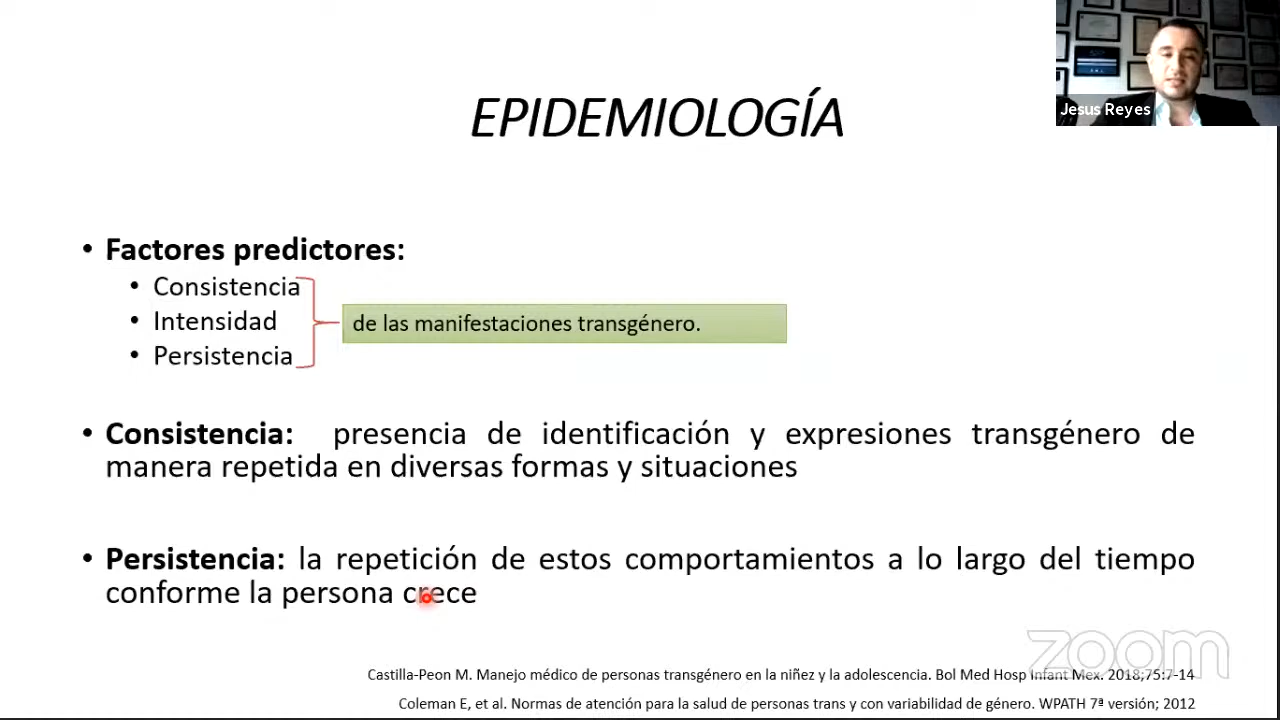 Jesus Reyes
EPIDEMIOLOGÍA
• Factores predictores:
• Consistencia
• Intensidad
• Persistencia
de las manifestaciones transgénero.
• Consistencia: presencia de identificación y expresiones transgénero de
manera repetida en diversas formas y situaciones
• Persistencia: la repetición de estos comportamientos a lo largo del tiempo
conforme la persona crece
zoom
Castilla-Peon M. Manejo médico de personas transgénero en la niñez y la adolescencia. Bol Med Hosp Infant Mex. 2018;75:7-14
Coleman E, et al. Normas de atención para la salud de personas trans y con variabilidad de género. WPATH 7ª versión; 2012